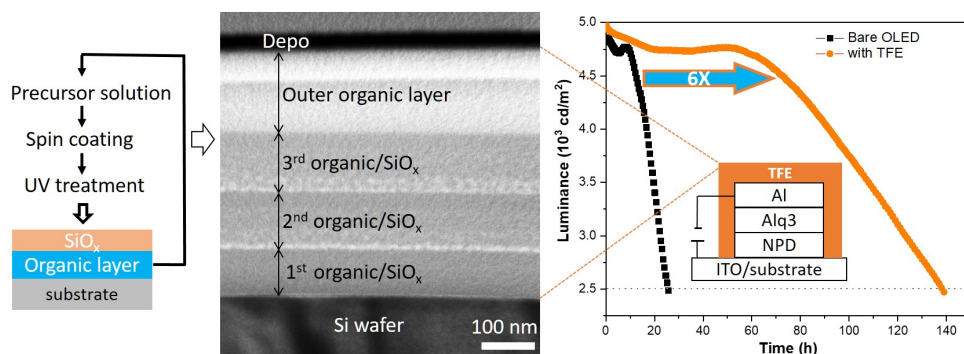 Precursor solution
Spin coating
UV treatment
SiOx
Organic layer
substrate
Depo
Outer organic layer
3rd organic/SiOx
2nd organic/SiOx
1st organic/SiOx
Si wafer
100 nm
Luminance (10³ cd/m²)
5.0
4.5
4.0
3.5
3.0
2.5
Bare OLED
with TFE
6X
TFE
Al
Alq3
NPD
ITO/substrate
0 20 40 60 80 100 120 140
Time (h)